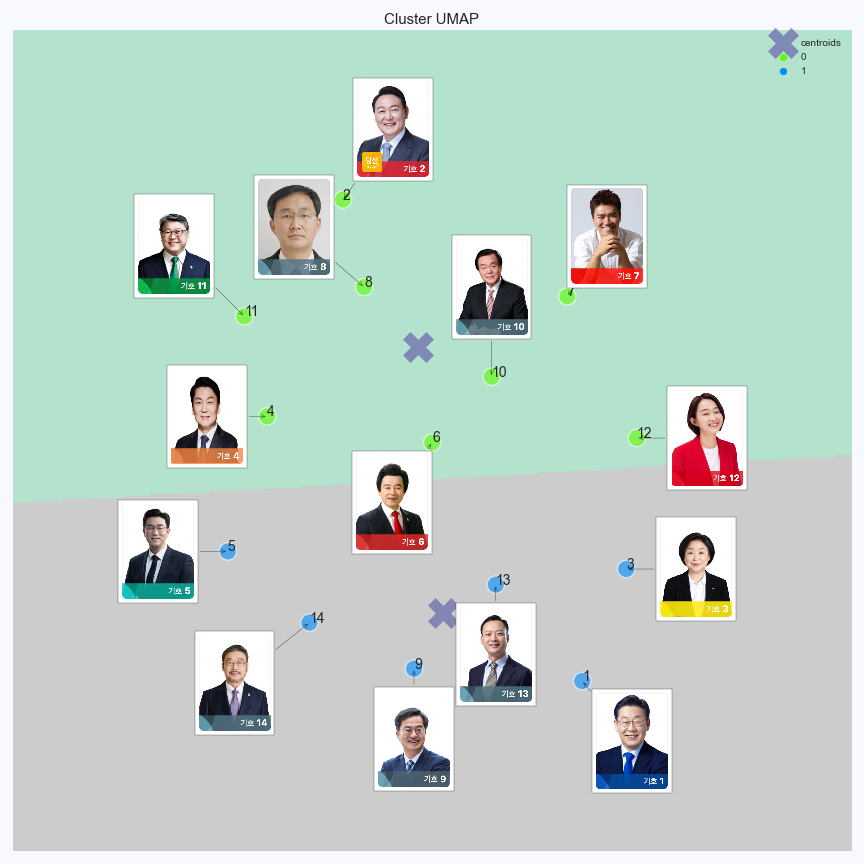 Cluster UMAP
centroids
0
1
당선
기호 2
2
기호 8
8
기호 11
11
기호 7
7
기호 10
10
기호 4
4
6
기호 6
12
기호 12
기호 5
5
3
기호 3
13
기호 13
14
기호 14
9
기호 9
1
기호 1